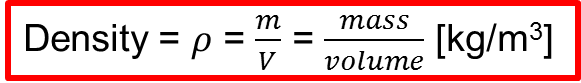 Density = ρ = m/V = mass/volume [kg/m³]